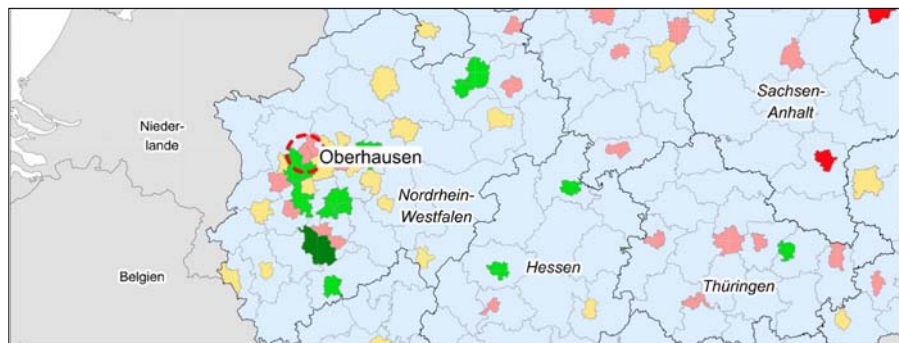 Sachsen-
Anhalt
Nieder-
lande
Oberhausen
Nordrhein-
Westfalen
Belgien
Hessen
Thüringen